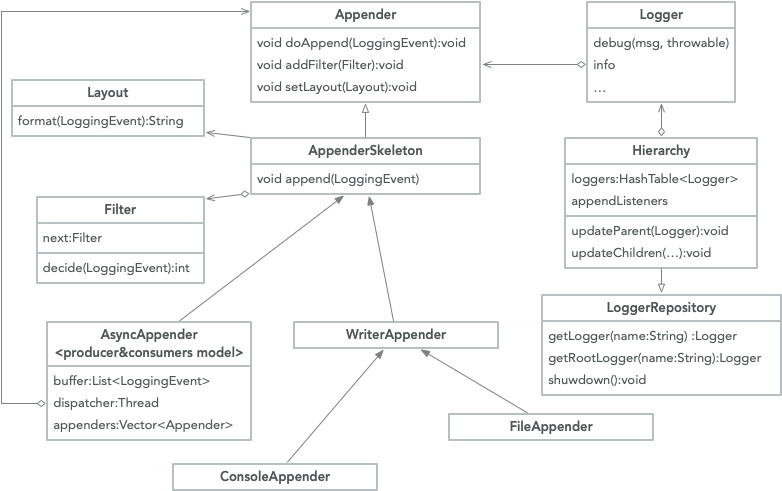 Appender
void doAppend(LoggingEvent):void
void addFilter(Filter):void
void setLayout(Layout):void
Logger
debug(msg, throwable)
info
...
Layout
format(LoggingEvent):String
AppenderSkeleton
void append(LoggingEvent)
Hierarchy
loggers:HashTable<Logger>
appendListeners
updateParent(Logger):void
updateChildren(...):void
Filter
next:Filter
decide(LoggingEvent):int
LoggerRepository
getLogger(name:String) :Logger
getRootLogger(name:String):Logger
shuwdown():void
AsyncAppender
<producer&consumers model>
buffer:List<LoggingEvent>
dispatcher:Thread
appenders:Vector<Appender>
WriterAppender
FileAppender
ConsoleAppender